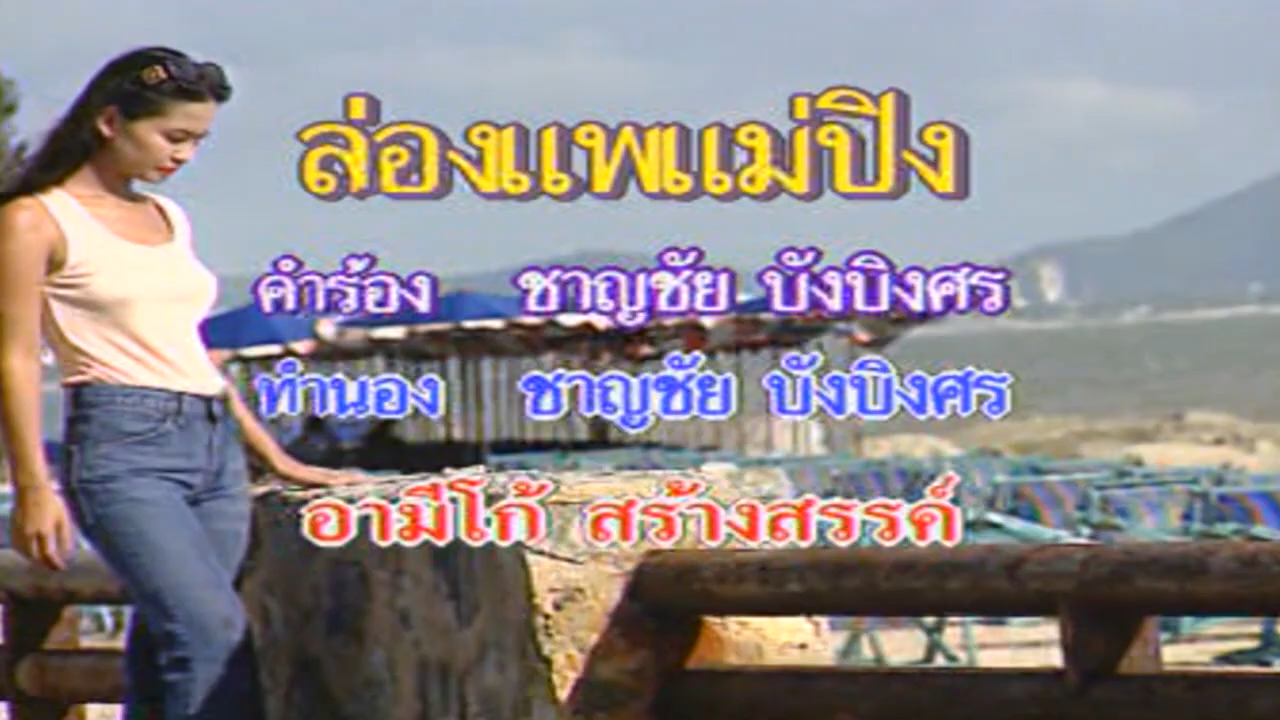 ล่องแพแม่ปิง
คำร้อง ชาญชัย บังบิงศร
ทำนอง ชาญชัย บังบิงศร
อามีโก้ สร้างสรรค์